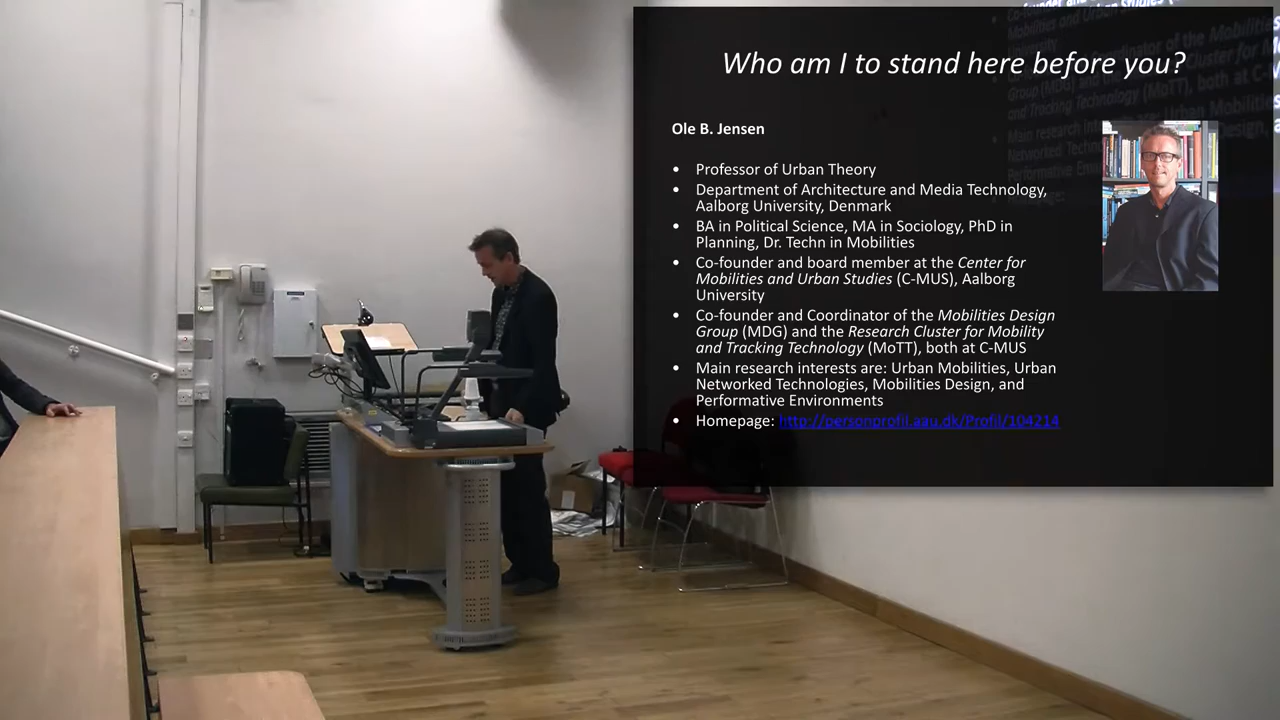 Who am I to stand here before you?
Ole B. Jensen
• Professor of Urban Theory
• Department of Architecture and Media Technology,
Aalborg University, Denmark
• BA in Political Science, MA in Sociology, PhD in
Planning, Dr. Techn in Mobilities
• Co-founder and board member at the Center for
Mobilities and Urban Studies (C-MUS), Aalborg
University
• Co-founder and Coordinator of the Mobilities Design
Group (MDG) and the Research Cluster for Mobility
and Tracking Technology (MoTT), both at C-MUS
• Main research interests are: Urban Mobilities, Urban
Networked Technologies, Mobilities Design, and
Performative Environments
• Homepage: http://personprofil.aau.dk/Profil/104214